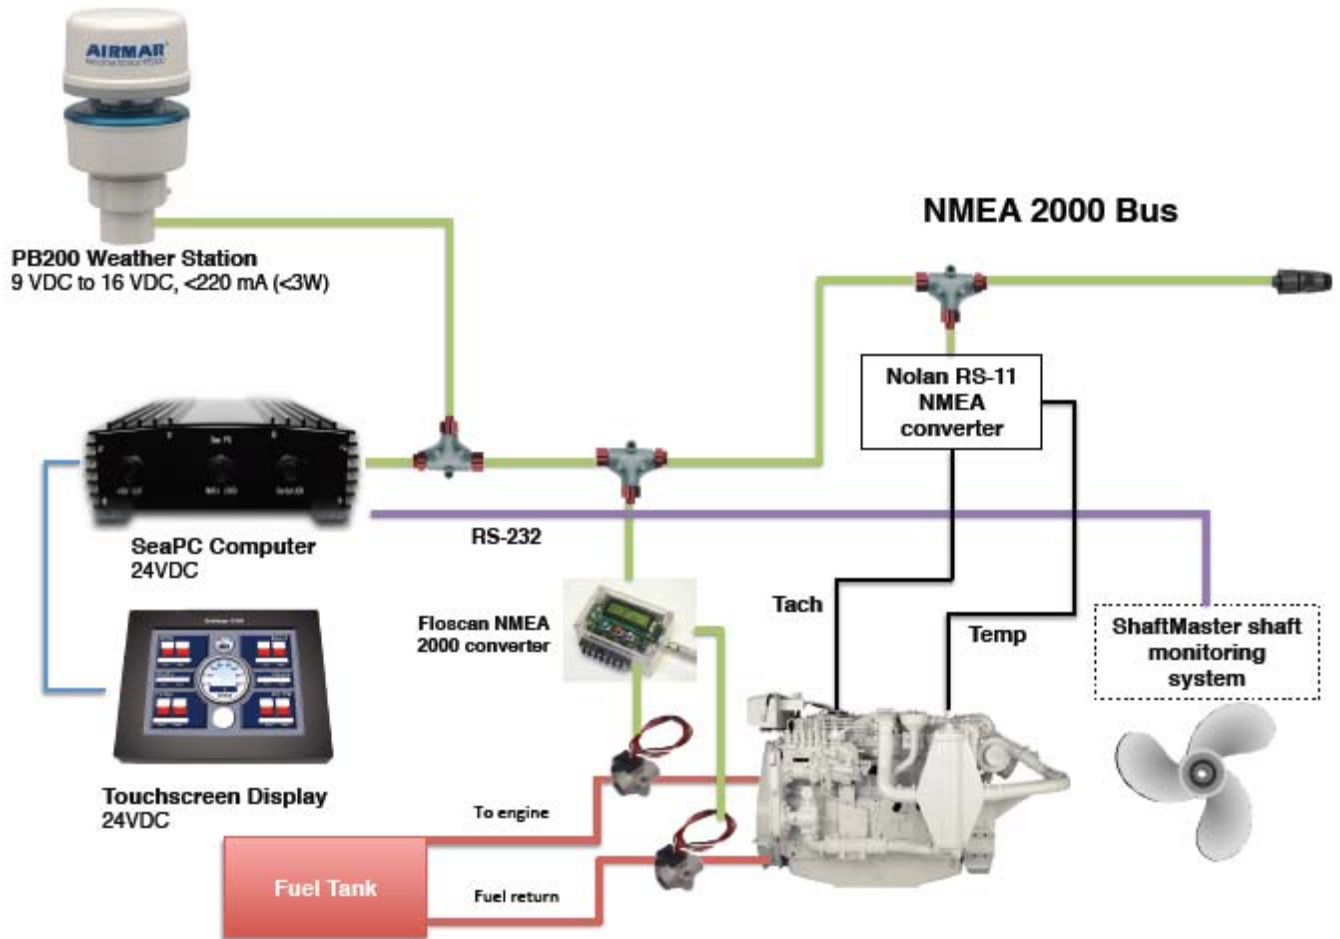 AIRMAR
NMEA 2000 Bus
PB200 Weather Station
9 VDC to 16 VDC, <220 mA (<3W)
Nolan RS-11
NMEA
converter
Sea PC
RS-232
SeaPC Computer
24VDC
Tach
Temp
Floscan NMEA
2000 converter
ShaftMaster shaft
monitoring
system
Touchscreen Display
24VDC
To engine
Fuel Tank
Fuel return